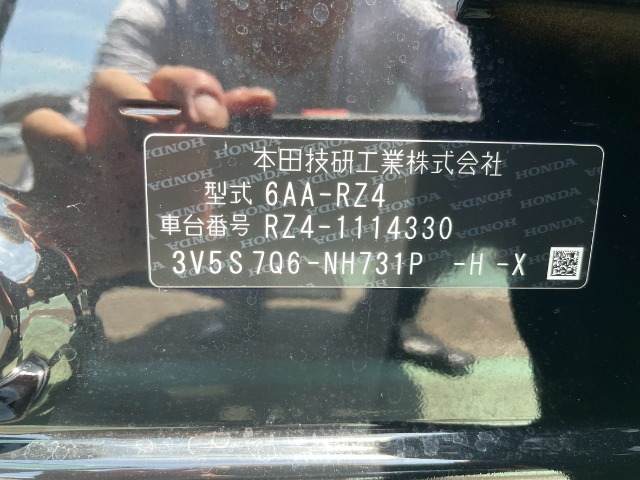 本田技研工業株式会社
型式 6AA-RZ4
車台番号 RZ4-1114330
3V5S7Q6-NH731P -H -X